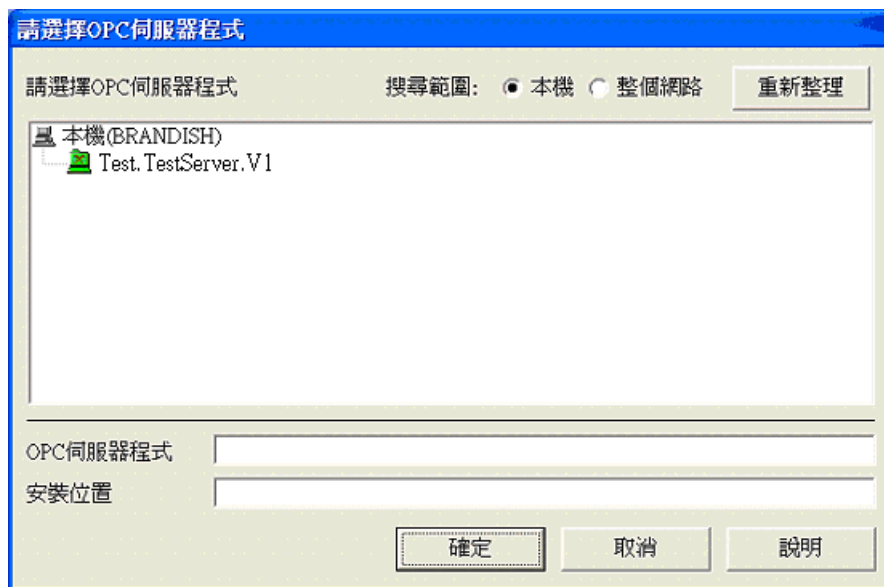 請選擇OPC伺服器程式
請選擇OPC伺服器程式 搜尋範圍: 本機 整個網路 重新整理
本機(BRANDISH)
Test.TestServer.V1
OPC伺服器程式
安裝位置
確定 取消 說明